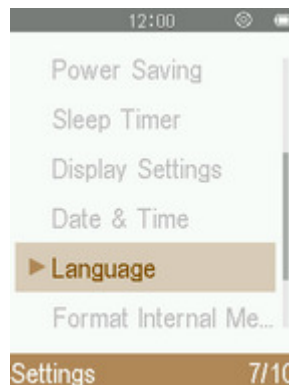 12:00
Power Saving
Sleep Timer
Display Settings
Date & Time
Language
Format Internal Me...
Settings 7/10